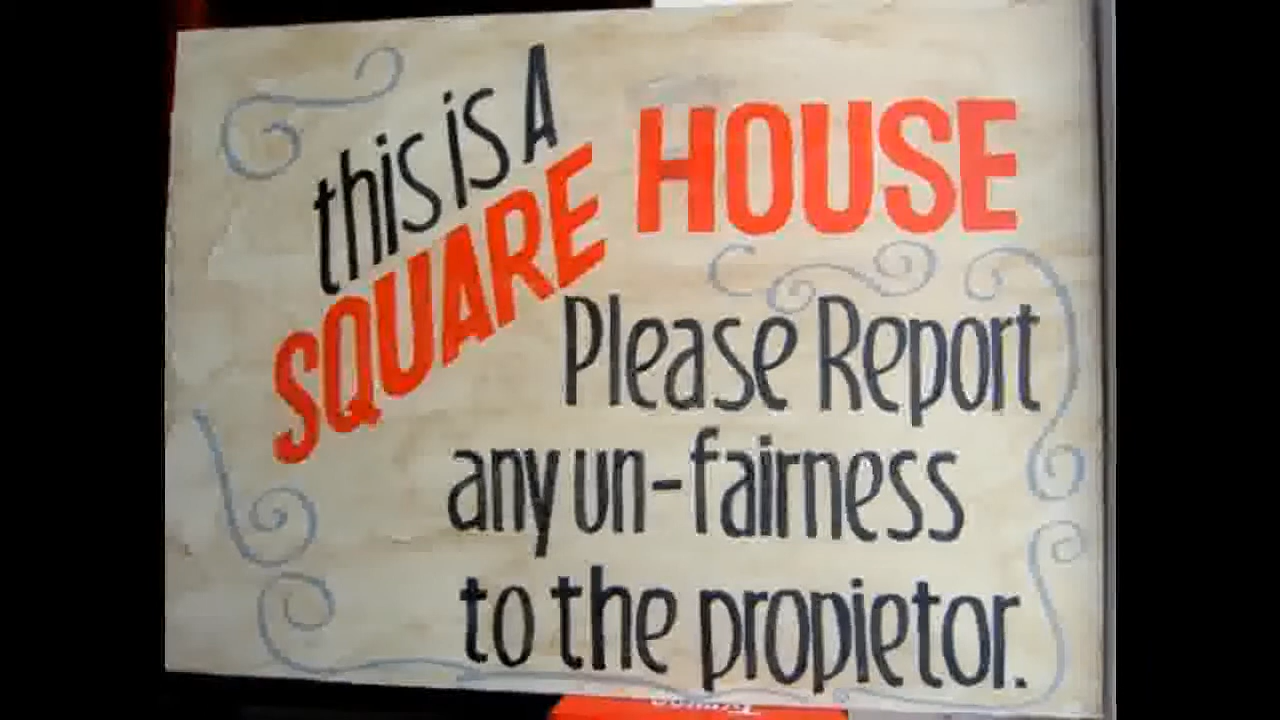 this is A
SQUARE HOUSE
Please Report
any un-fairness
to the propietor.